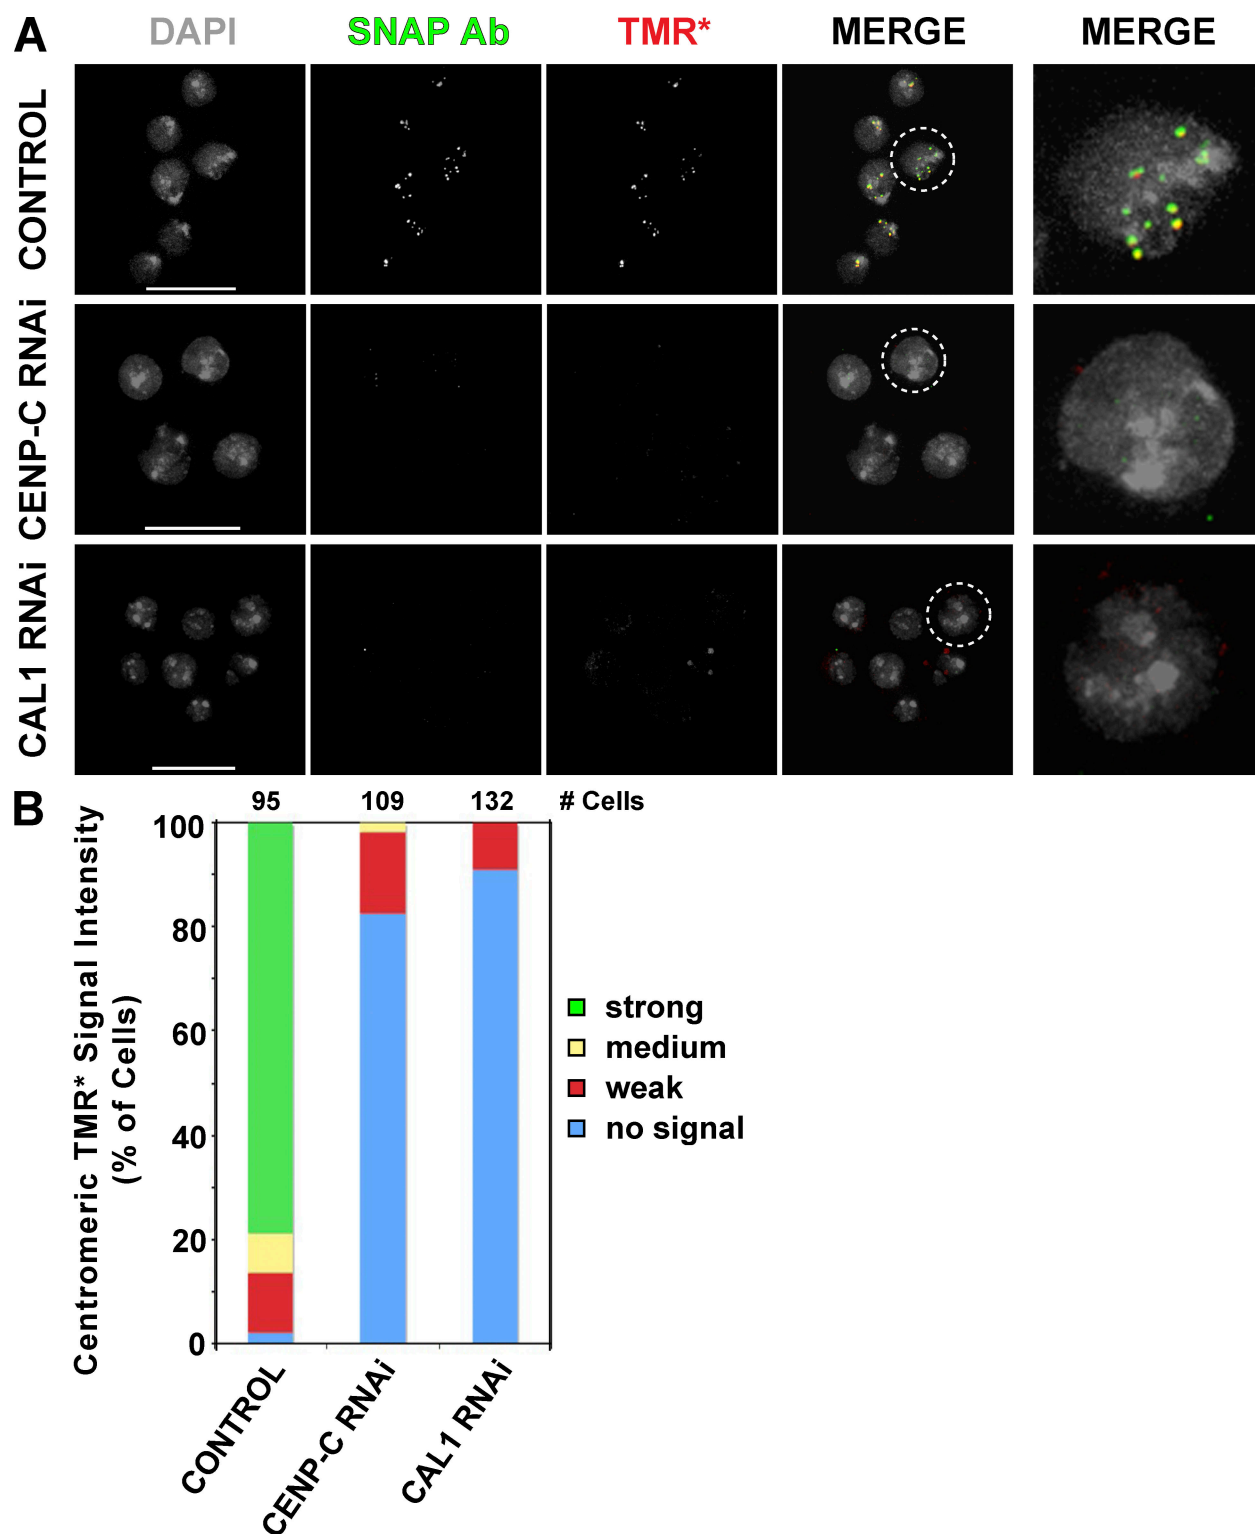 A
DAPI
SNAP Ab
TMR*
MERGE
MERGE
CONTROL
CENP-C RNAi
CAL1 RNAi
B
95
109
132
# Cells
Centromeric TMR* Signal Intensity
(% of Cells)
100
80
60
40
20
0
strong
medium
weak
no signal
CONTROL
CENP-C RNAi
CAL1 RNAi